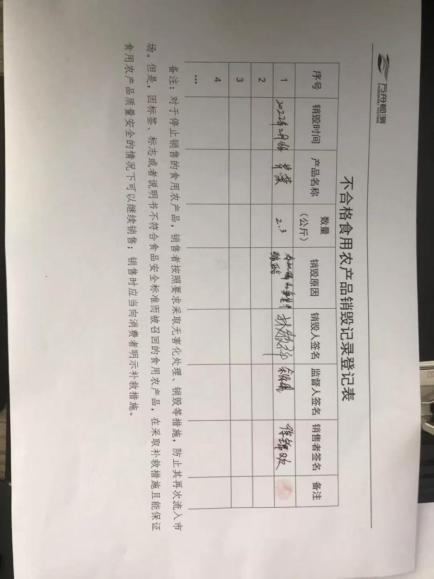 方舟检测
不合格食用农产品销毁记录登记表
序号 销毁时间 产品名称 数量（公斤） 销毁原因 销毁人签名 监督人签名 销售者签名 备注
1 2.3
2
3
4
…
备注：对于停止销售的食用农产品，销售者按照要求采取无害化处理、销毁等措施，防止其再次流入市
场。但是，因标签、标志或者说明书不符合食品安全标准而被召回的食用农产品，在采取补救措施且能保证
食用农产品质量安全的情况下可以继续销售；销售时应当向消费者明示补救措施。